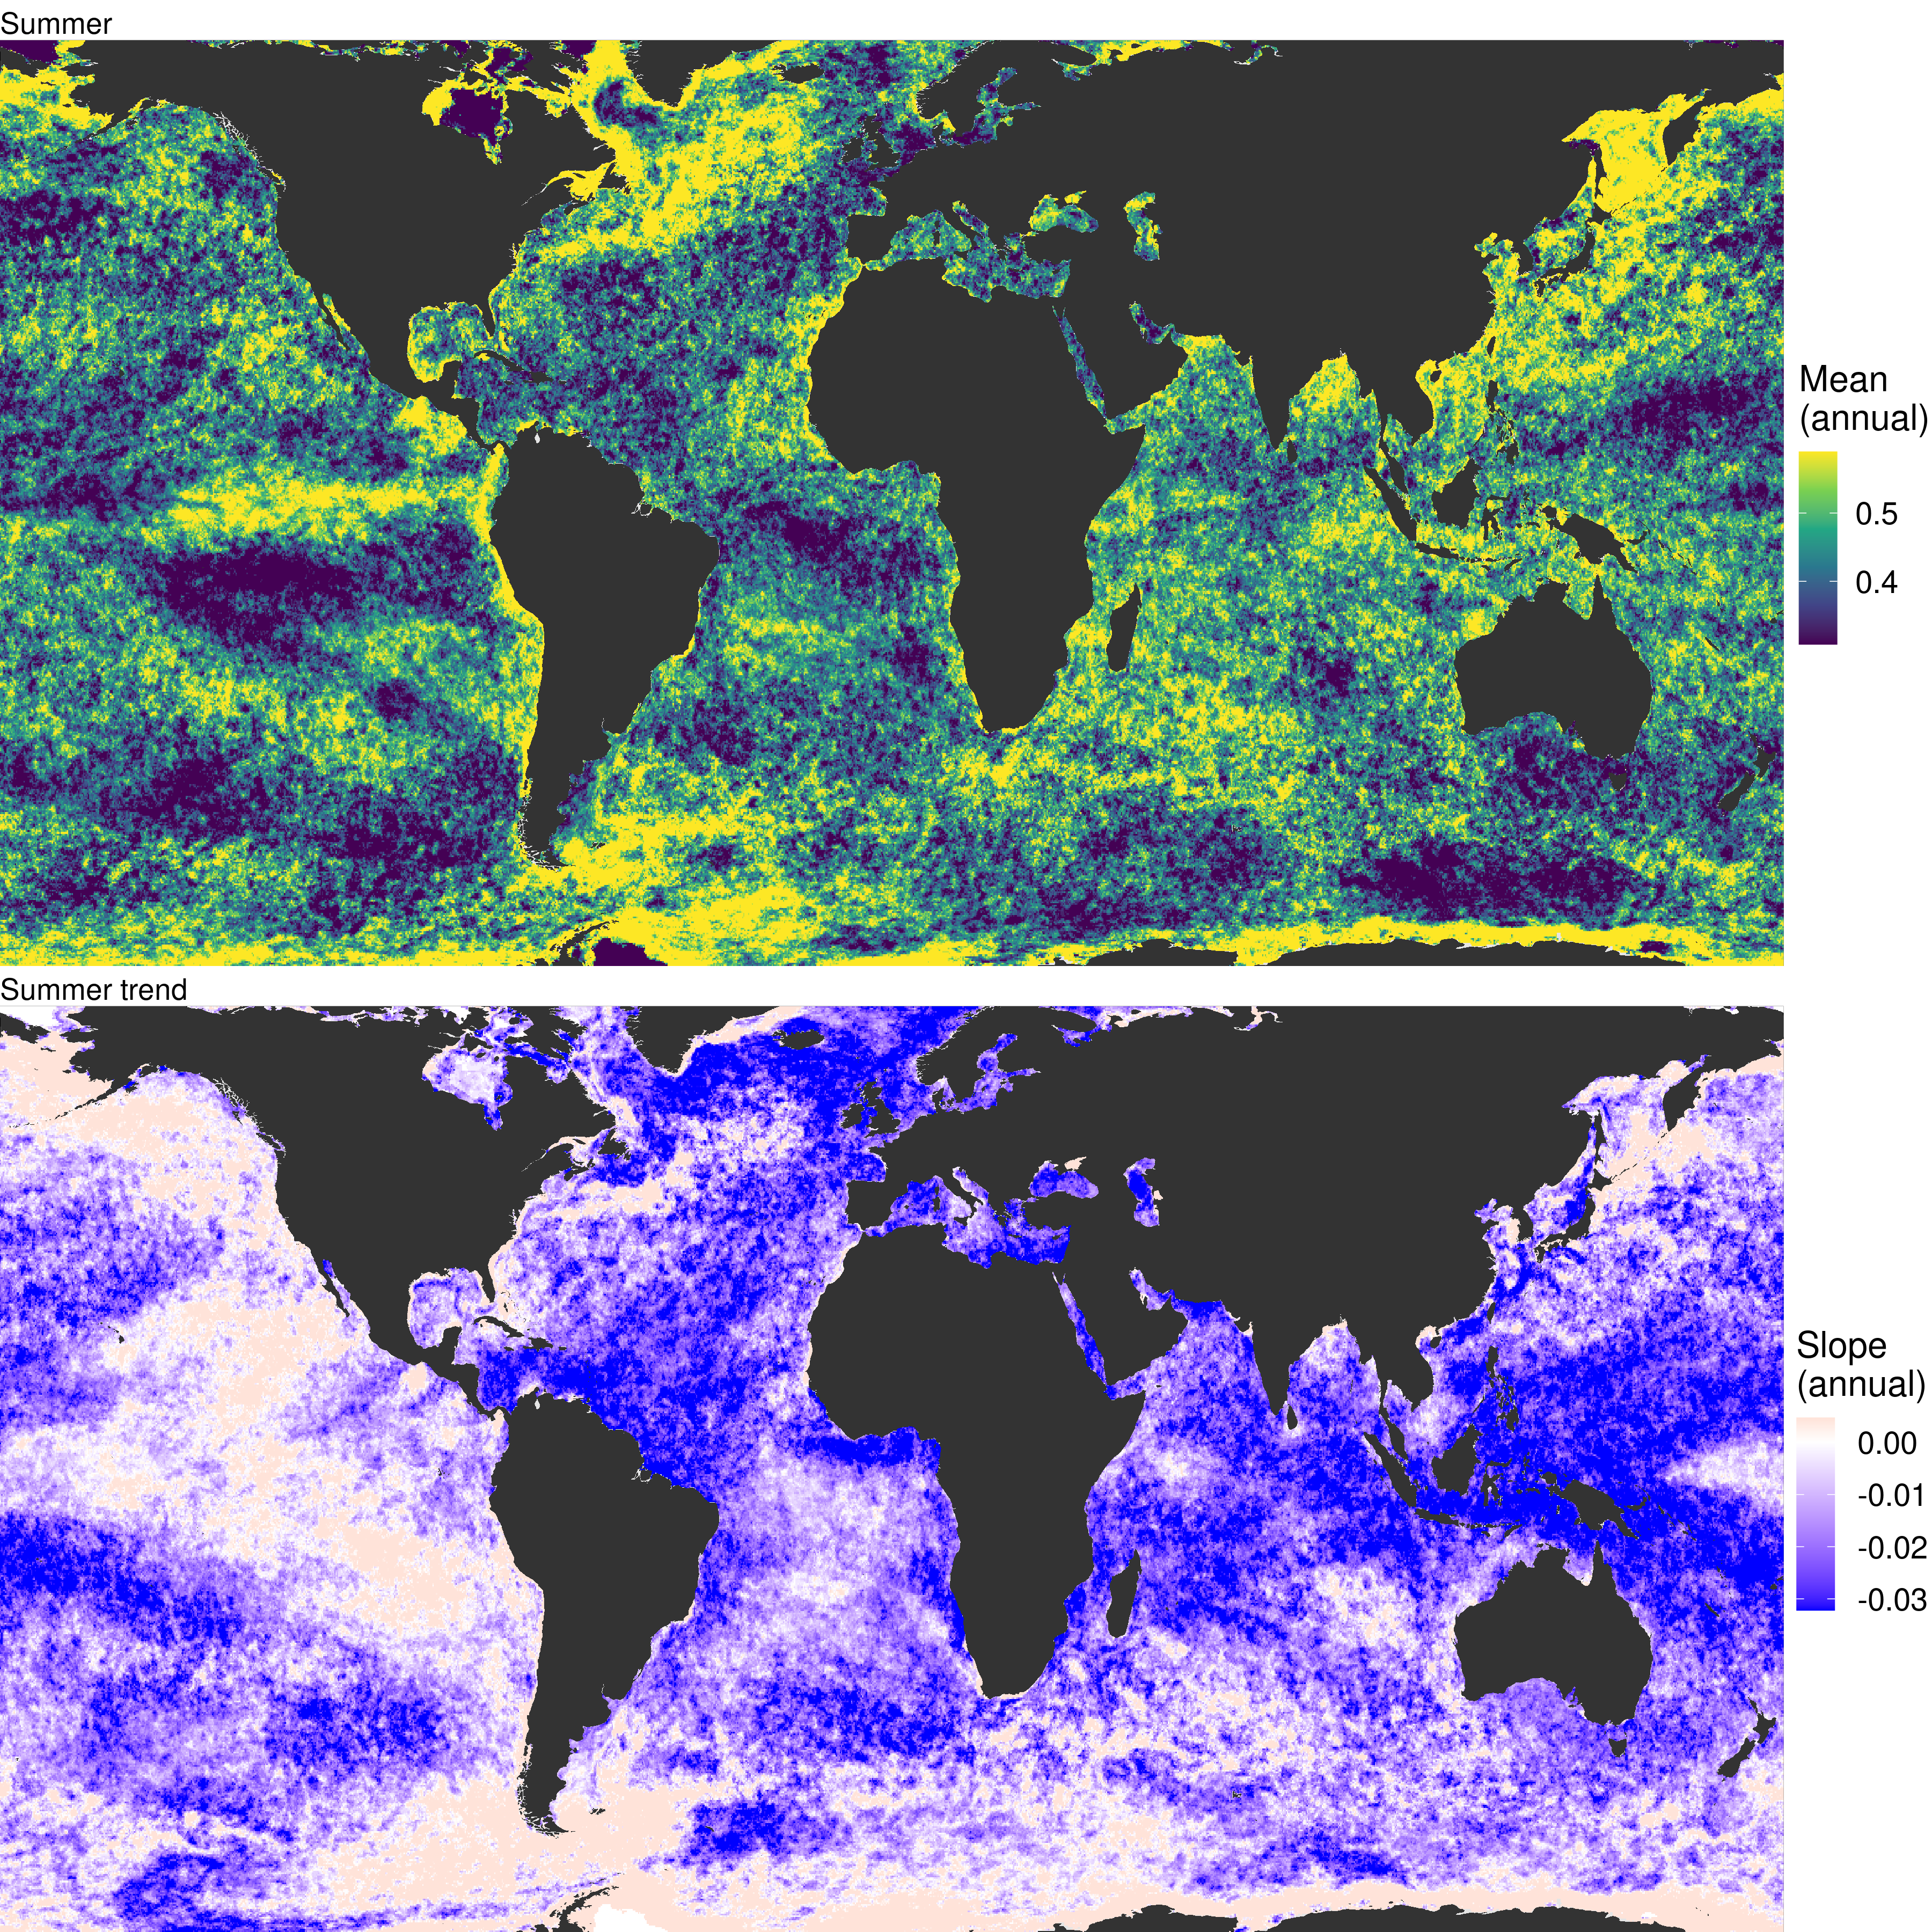 Summer
Mean
(annual)
0.5
0.4
Summer trend
Slope
(annual)
0.00
-0.01
-0.02
-0.03